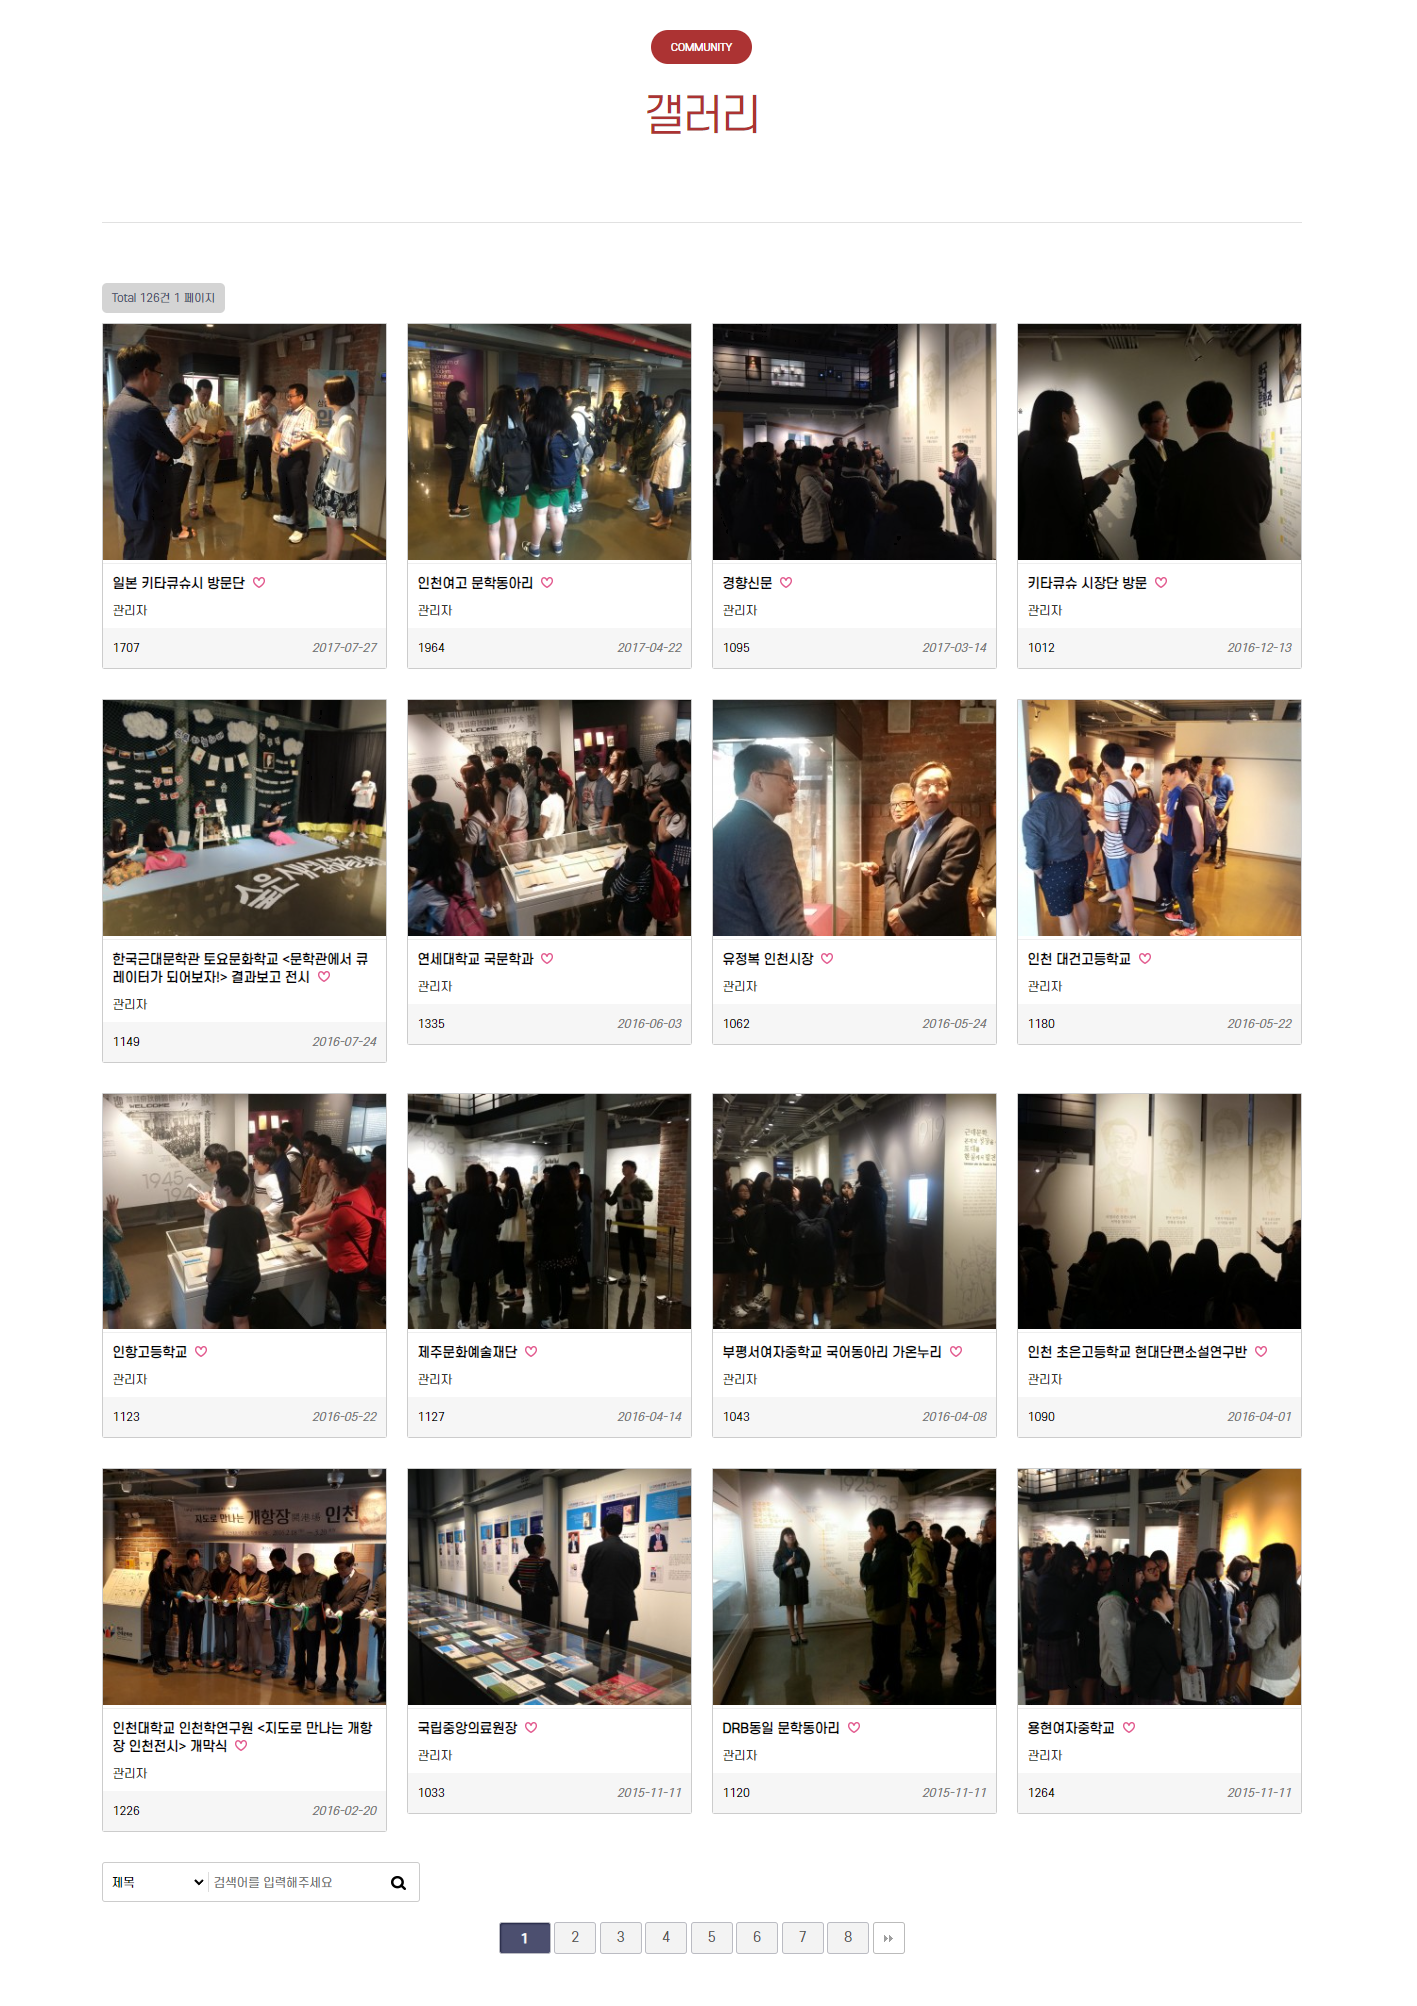 COMMUNITY
갤러리
Total 126건 1 페이지
일본 키타큐슈시 방문단
관리자
1707 2017-07-27
인천여고 문학동아리
관리자
1964 2017-04-22
경향신문
관리자
1095 2017-03-14
키타큐슈 시장단 방문
관리자
1012 2016-12-13
한국근대문학관 토요문화학교 <문학관에서 큐
레이터가 되어보자!> 결과보고 전시
관리자
1149 2016-07-24
WELCOME !!
연세대학교 국문학과
관리자
1335 2016-06-03
유정복 인천시장
관리자
1062 2016-05-24
인천 대건고등학교
관리자
1180 2016-05-22
WELCOME !!
1945-
인항고등학교
관리자
1123 2016-05-22
제주문화예술재단
관리자
1127 2016-04-14
부평서여자중학교 국어동아리 가온누리
관리자
1043 2016-04-08
인천 초은고등학교 현대단편소설연구반
관리자
1090 2016-04-01
지도로 만나는 개항장 인천
인천대학교 인천학연구원 <지도로 만나는 개항
장 인천전시> 개막식
관리자
1226 2016-02-20
국립중앙의료원장
관리자
1033 2015-11-11
1925~
DRB동일 문학동아리
관리자
1120 2015-11-11
용현여자중학교
관리자
1264 2015-11-11
제목 검색어를 입력해주세요
1 2 3 4 5 6 7 8